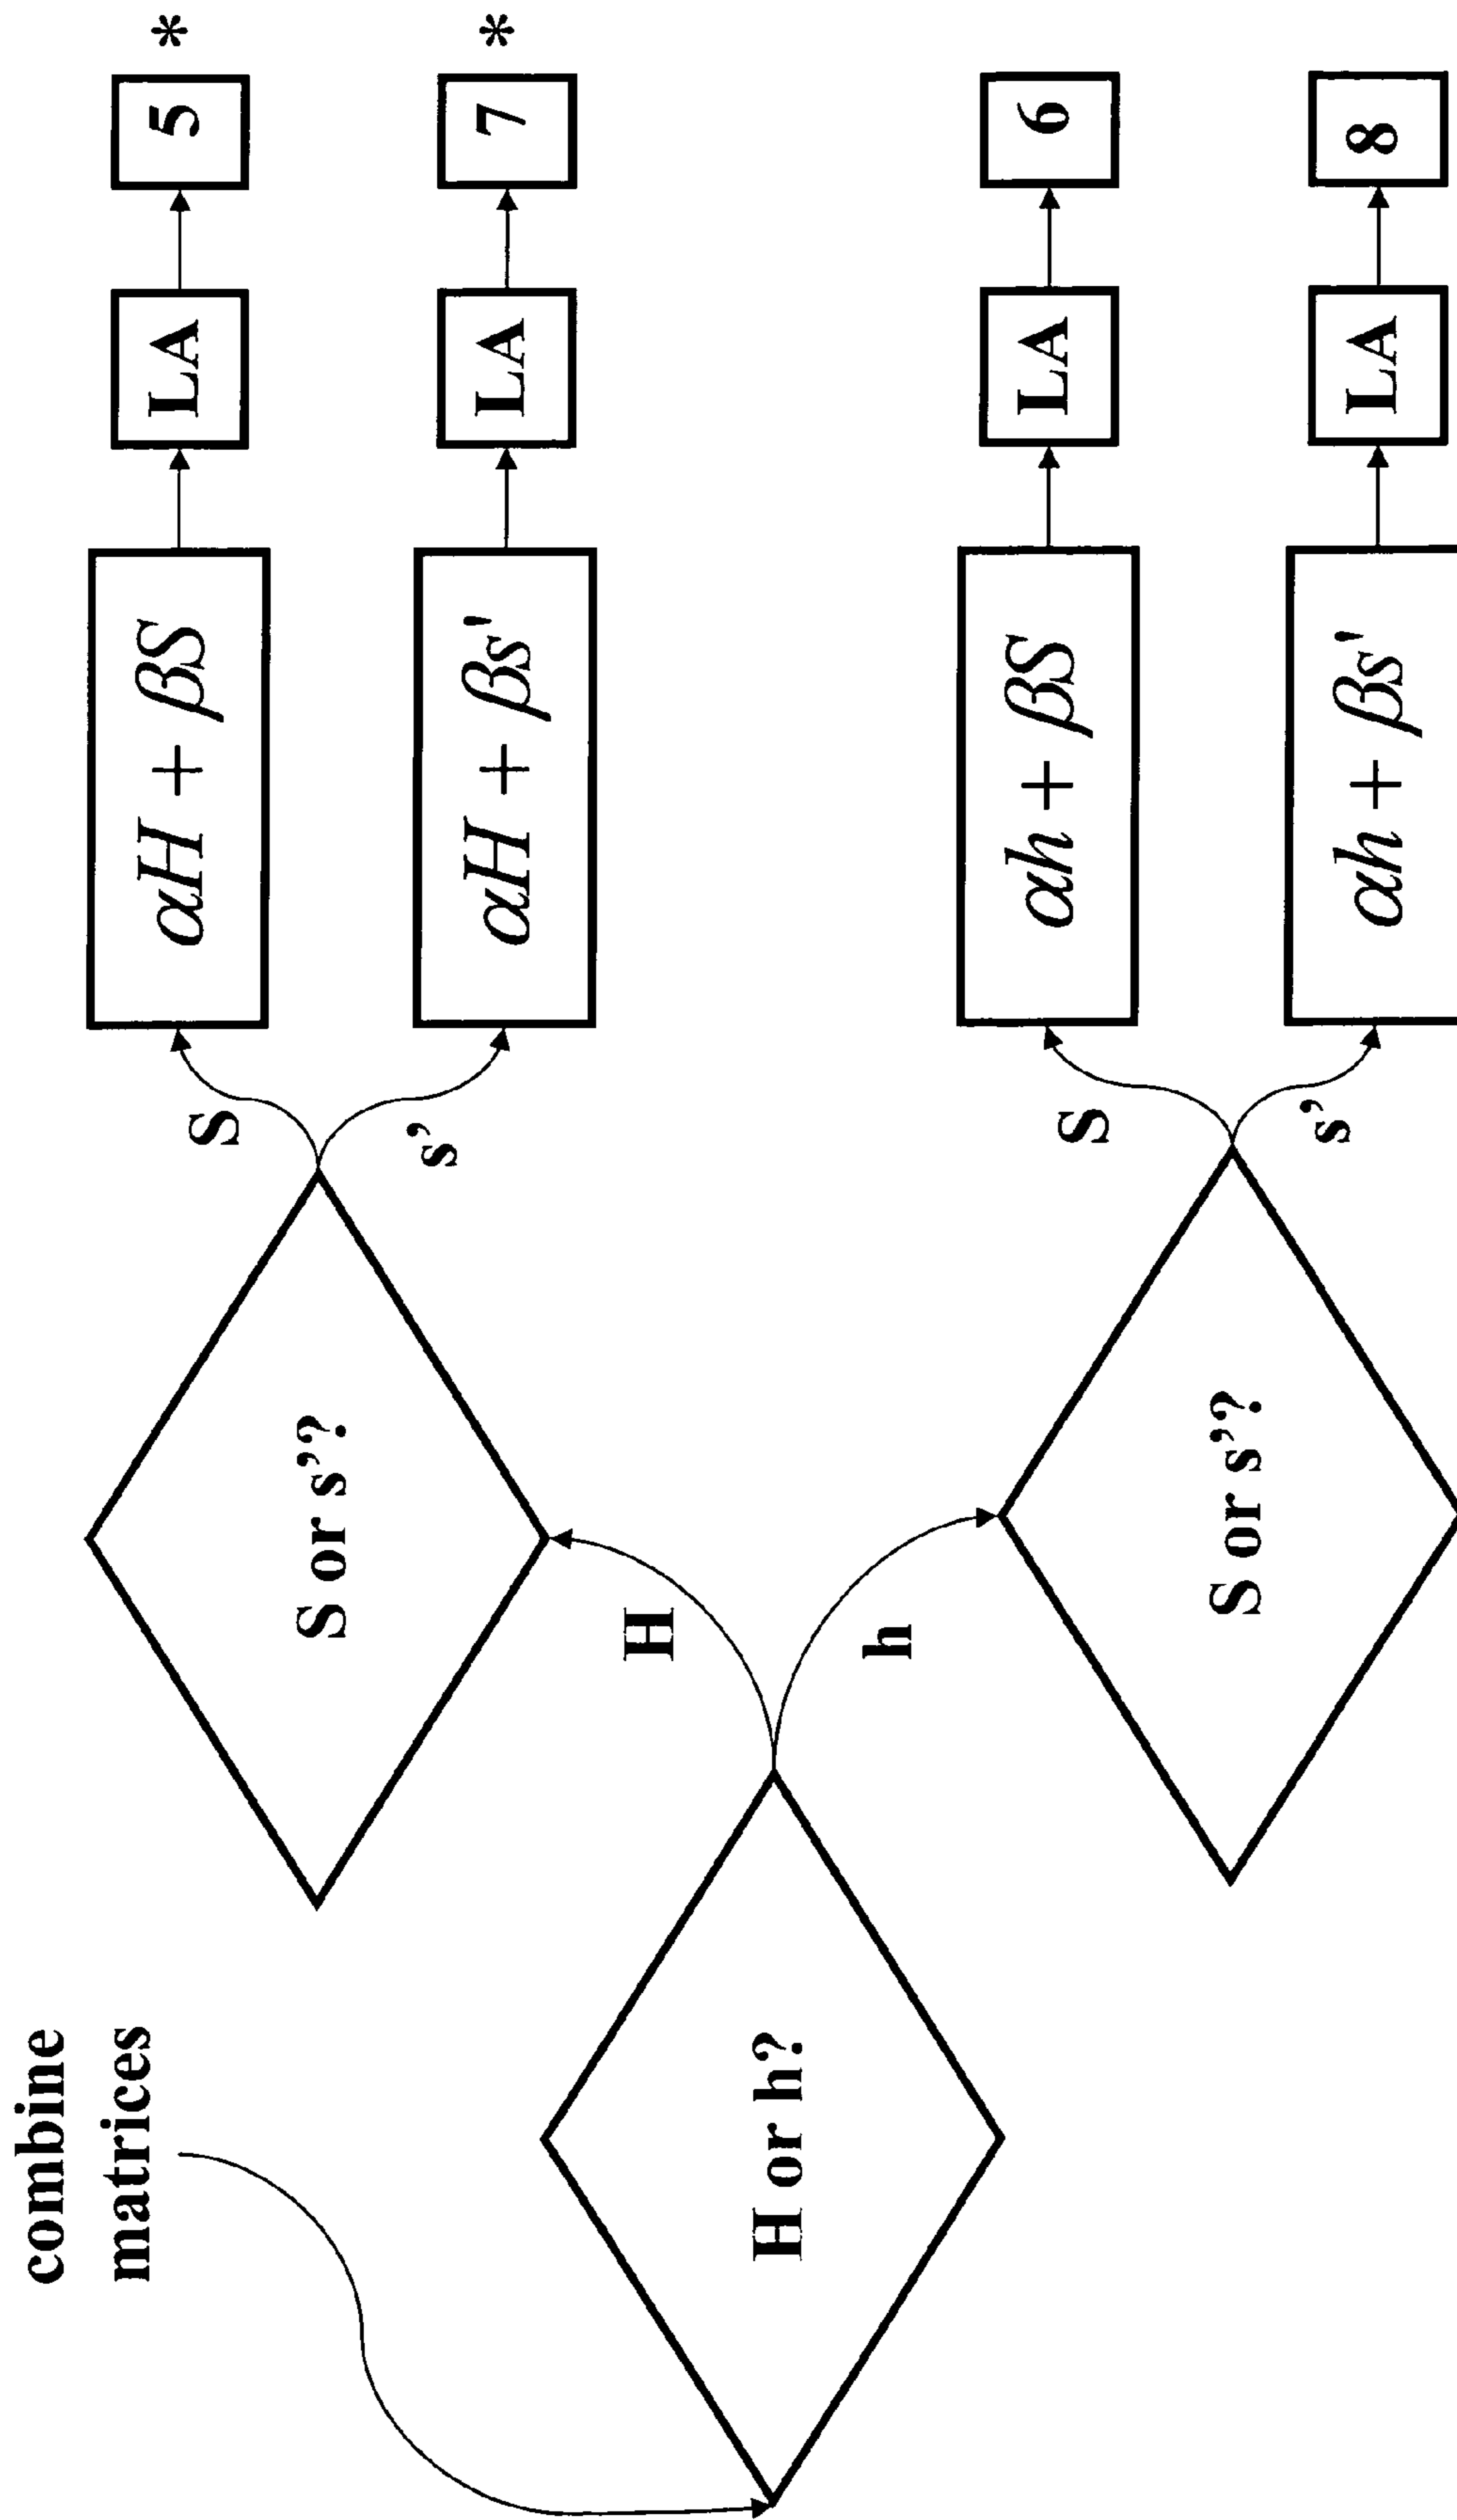 combine
matrices
H or h?
H
h
S or s’?
S
s’
αH + βS
LA
5
*
αH + βs'
LA
7
*
S or s’?
S
s’
αh + βS
LA
6
αh + βs'
LA
8